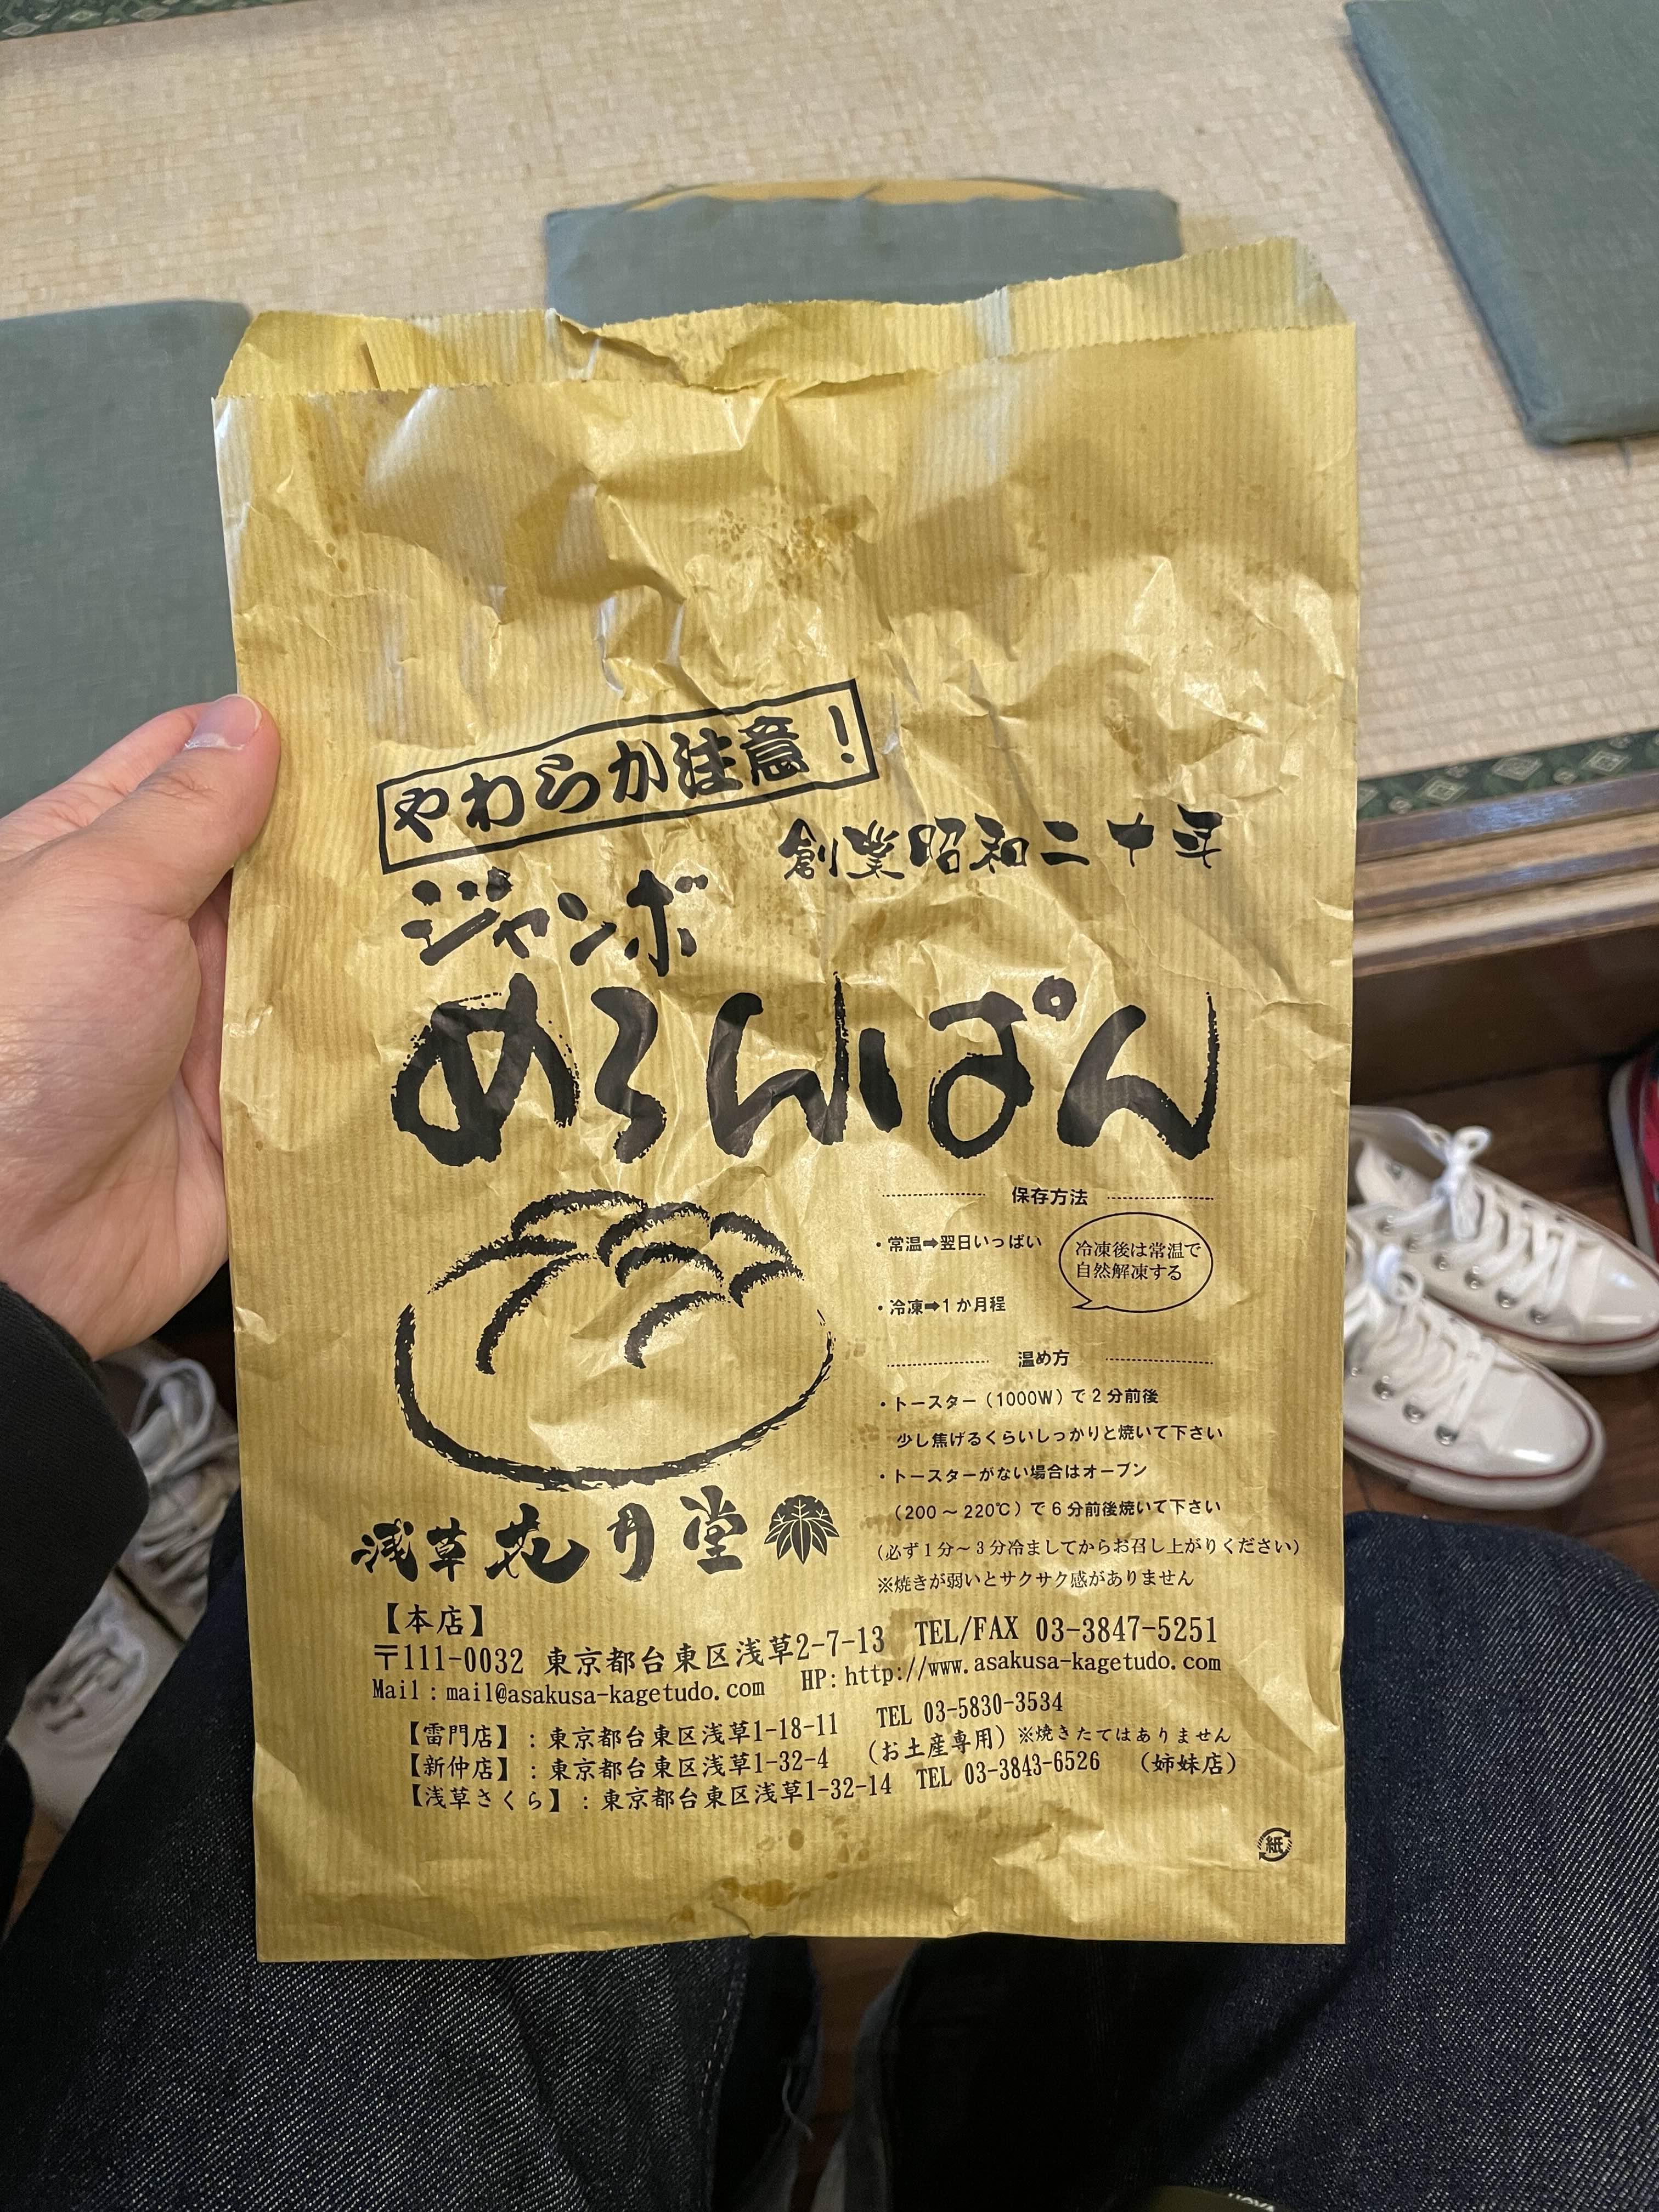 やわらか注意!
創業昭和二十年
ジャンボ
めろんぱん
保存方法
・常温➡翌日いっぱい
冷凍後は常温で
自然解凍する
・冷凍➡1か月程
温め方
・トースター（1000W）で2分前後
少し焦げるくらいしっかりと焼いて下さい
・トースターがない場合はオーブン
（200～220℃）で6分前後焼いて下さい
（必ず1分～3分冷ましてからお召し上がりください）
※焼きが弱いとサクサク感がありません
浅草花月堂
【本店】
〒111-0032 東京都台東区浅草2-7-13 TEL/FAX 03-3847-5251
Mail：mail@asakusa-kagetudo.com HP：http://www.asakusa-kagetudo.com
【雷門店】：東京都台東区浅草1-18-11 TEL 03-5830-3534
【新仲店】：東京都台東区浅草1-32-4 （お土産専用）※焼きたてはありません
【浅草さくら】：東京都台東区浅草1-32-14 TEL 03-3843-6526 （姉妹店）
紙